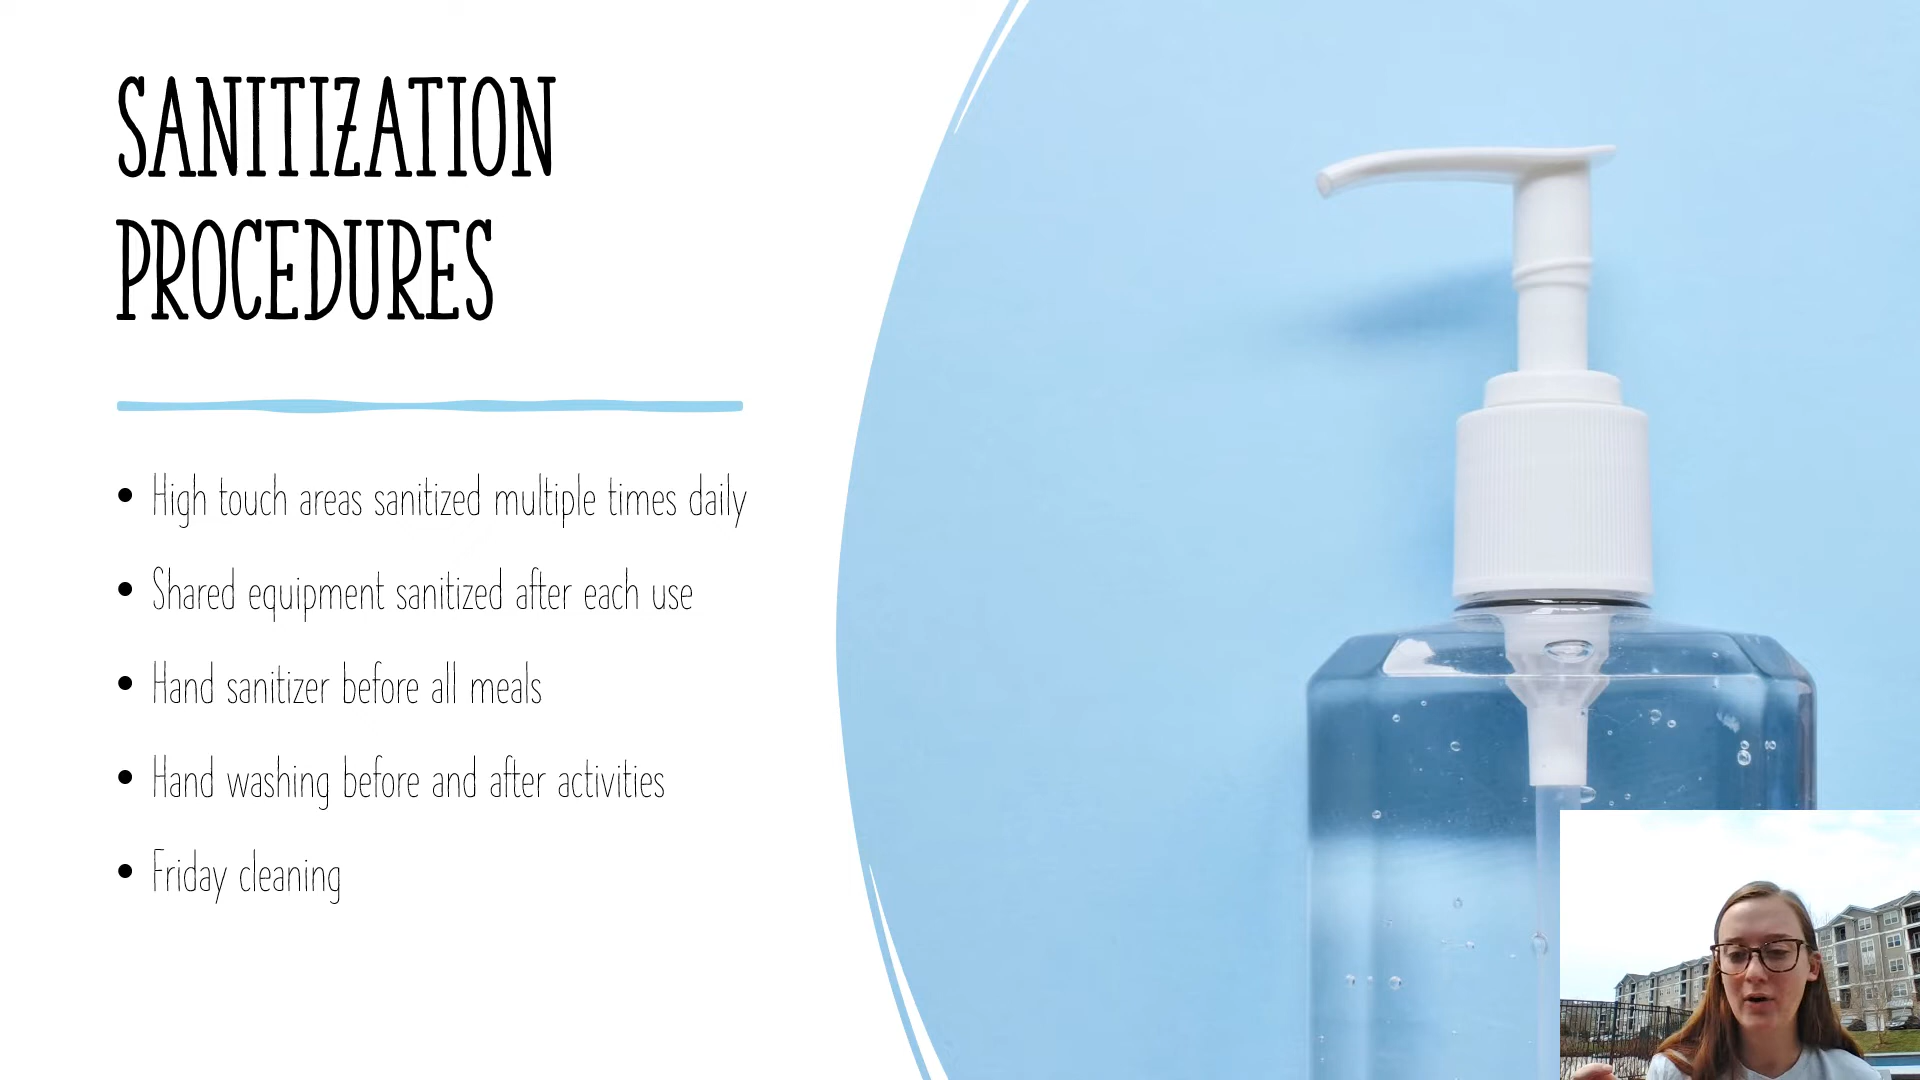 SANITIZATION
PROCEDURES
• High touch areas sanitized multiple times daily
• Shared equipment sanitized after each use
• Hand sanitizer before all meals
• Hand washing before and after activities
• Friday cleaning